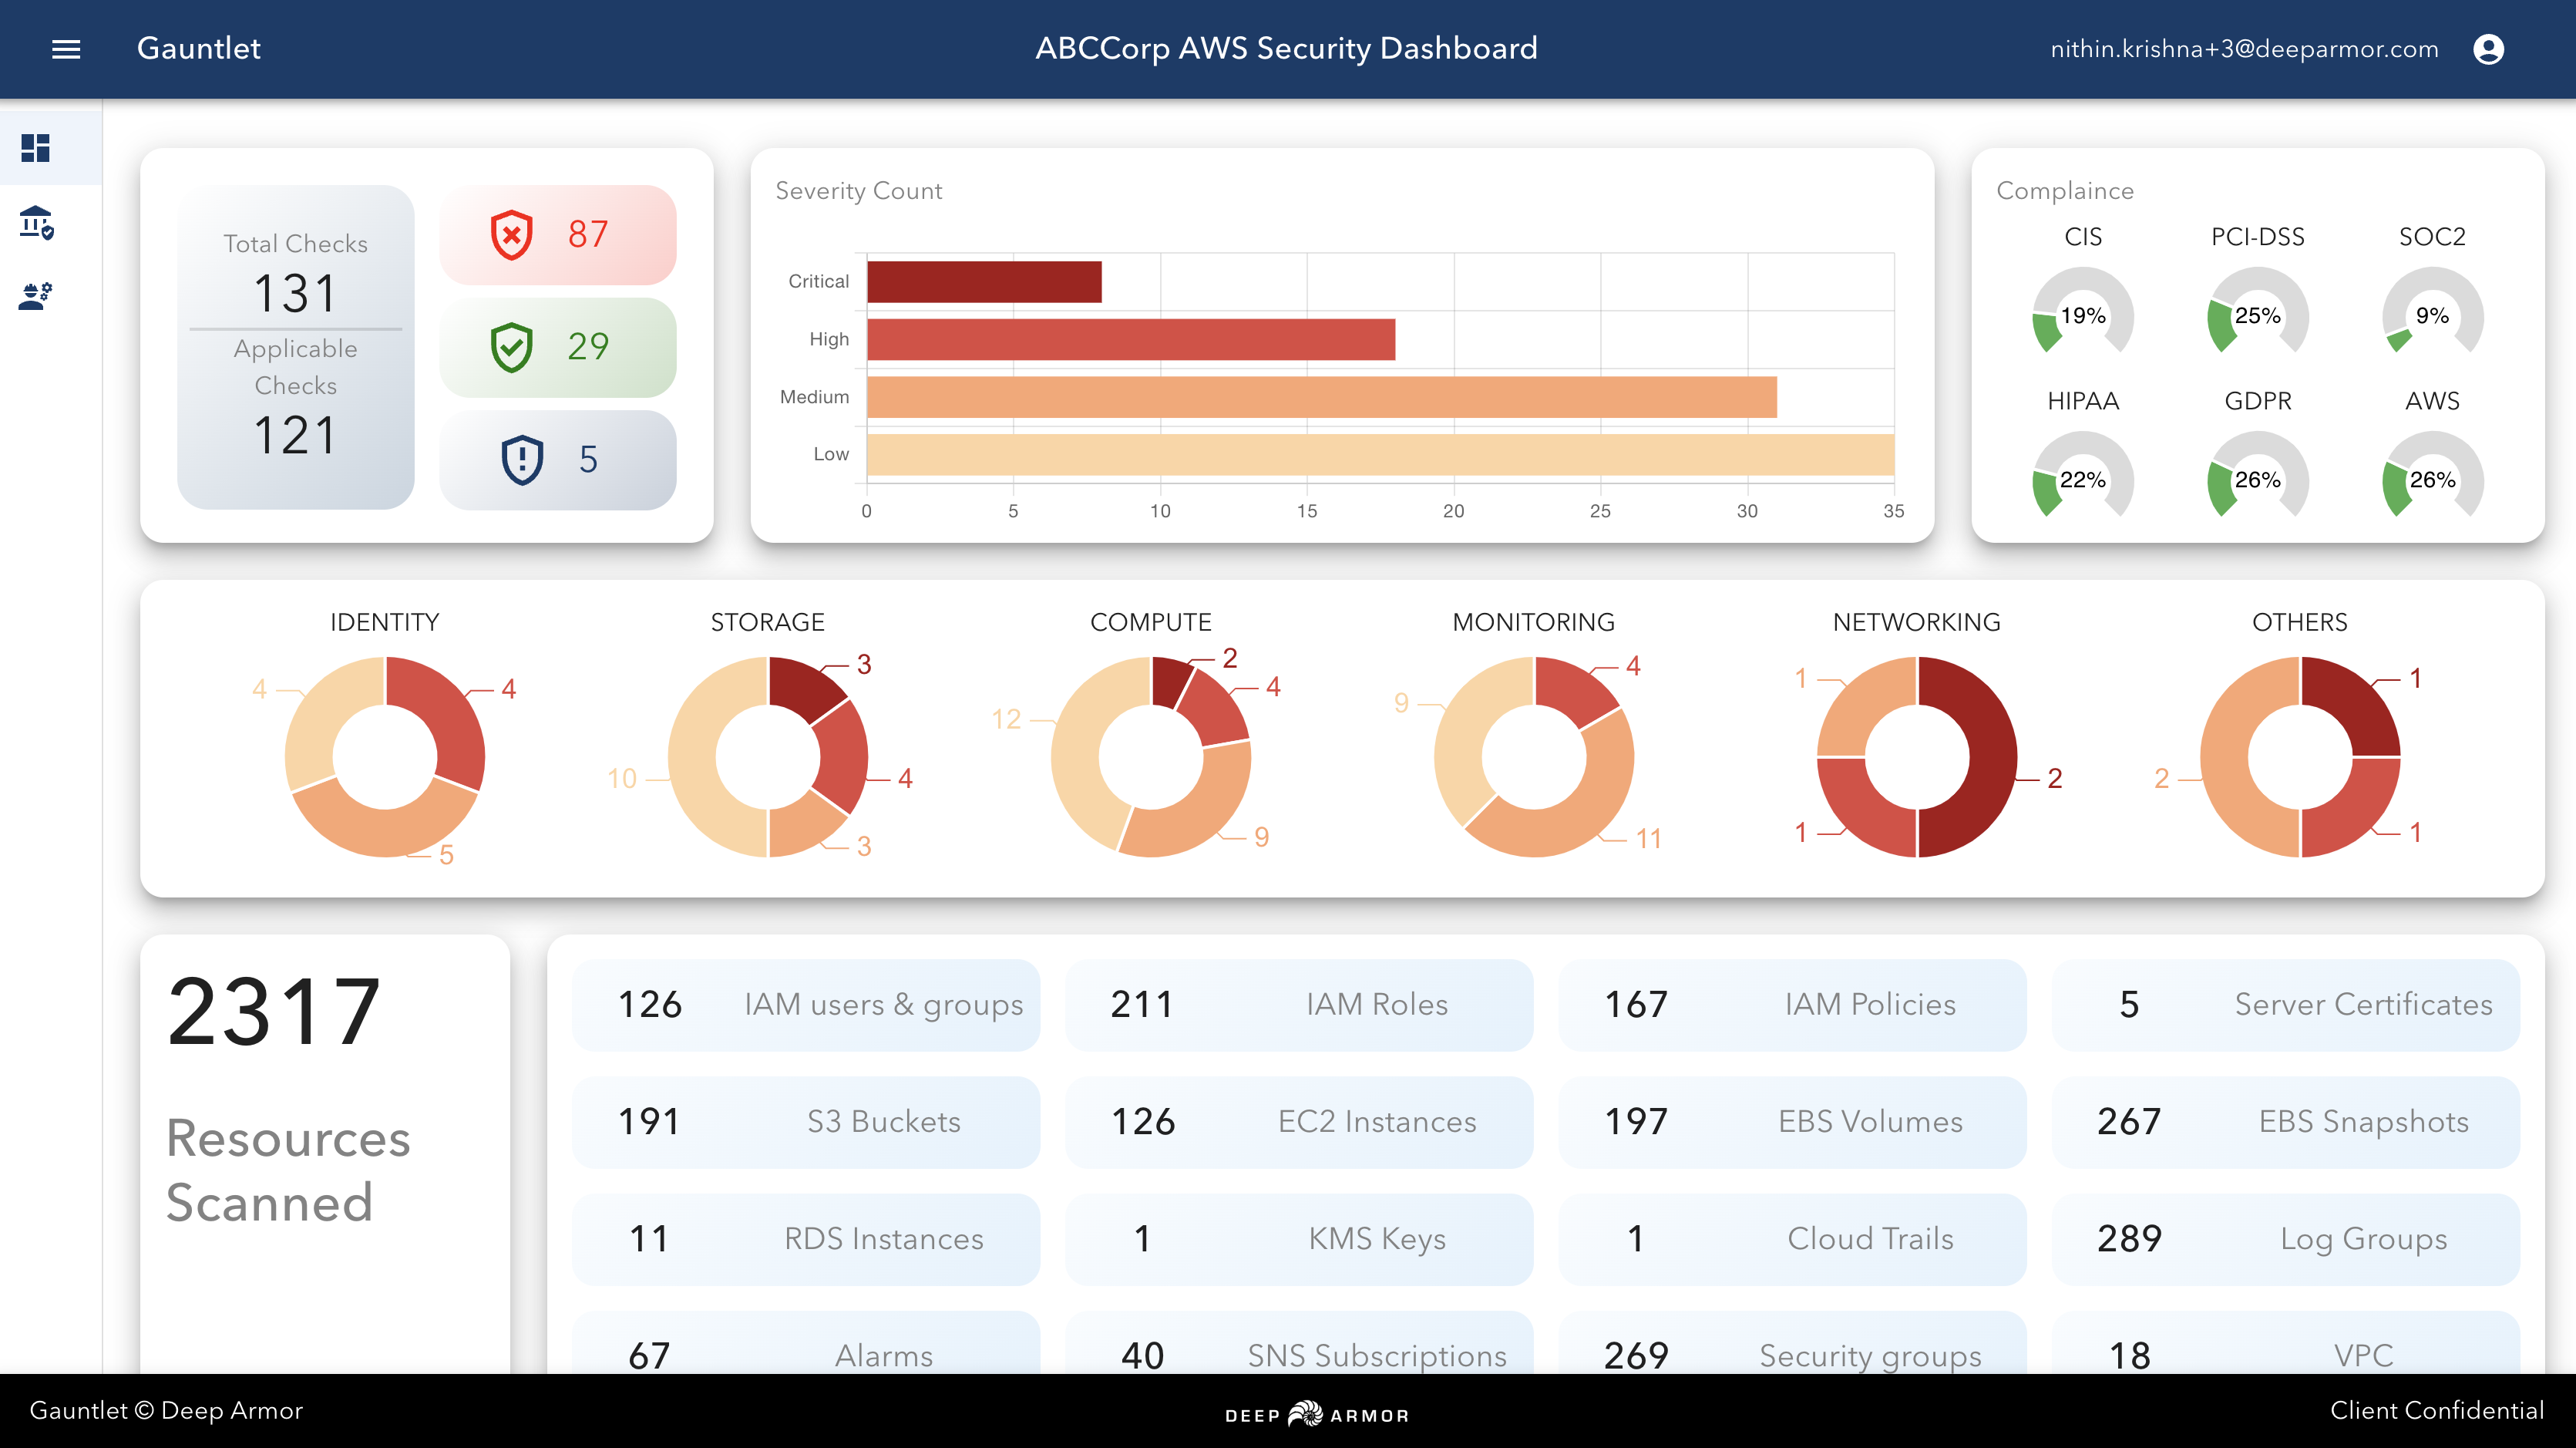 Gauntlet
ABCCorp AWS Security Dashboard
nithin.krishna+3@deeparmor.com
Total Checks
131
Applicable
Checks
121
87
29
5
Severity Count
Critical
High
Medium
Low
0 5 10 15 20 25 30 35
Complaince
CIS PCI-DSS SOC2
19% 25% 9%
HIPAA GDPR AWS
22% 26% 26%
IDENTITY
4
4
5
STORAGE
3
4
3
10
COMPUTE
2
4
9
12
MONITORING
4
11
9
NETWORKING
1
2
1
OTHERS
1
1
2
2317
Resources
Scanned
126 IAM users & groups
211 IAM Roles
167 IAM Policies
5 Server Certificates
191 S3 Buckets
126 EC2 Instances
197 EBS Volumes
267 EBS Snapshots
11 RDS Instances
1 KMS Keys
1 Cloud Trails
289 Log Groups
67 Alarms
40 SNS Subscriptions
269 Security groups
18 VPC
Gauntlet © Deep Armor
DEEP ARMOR
Client Confidential